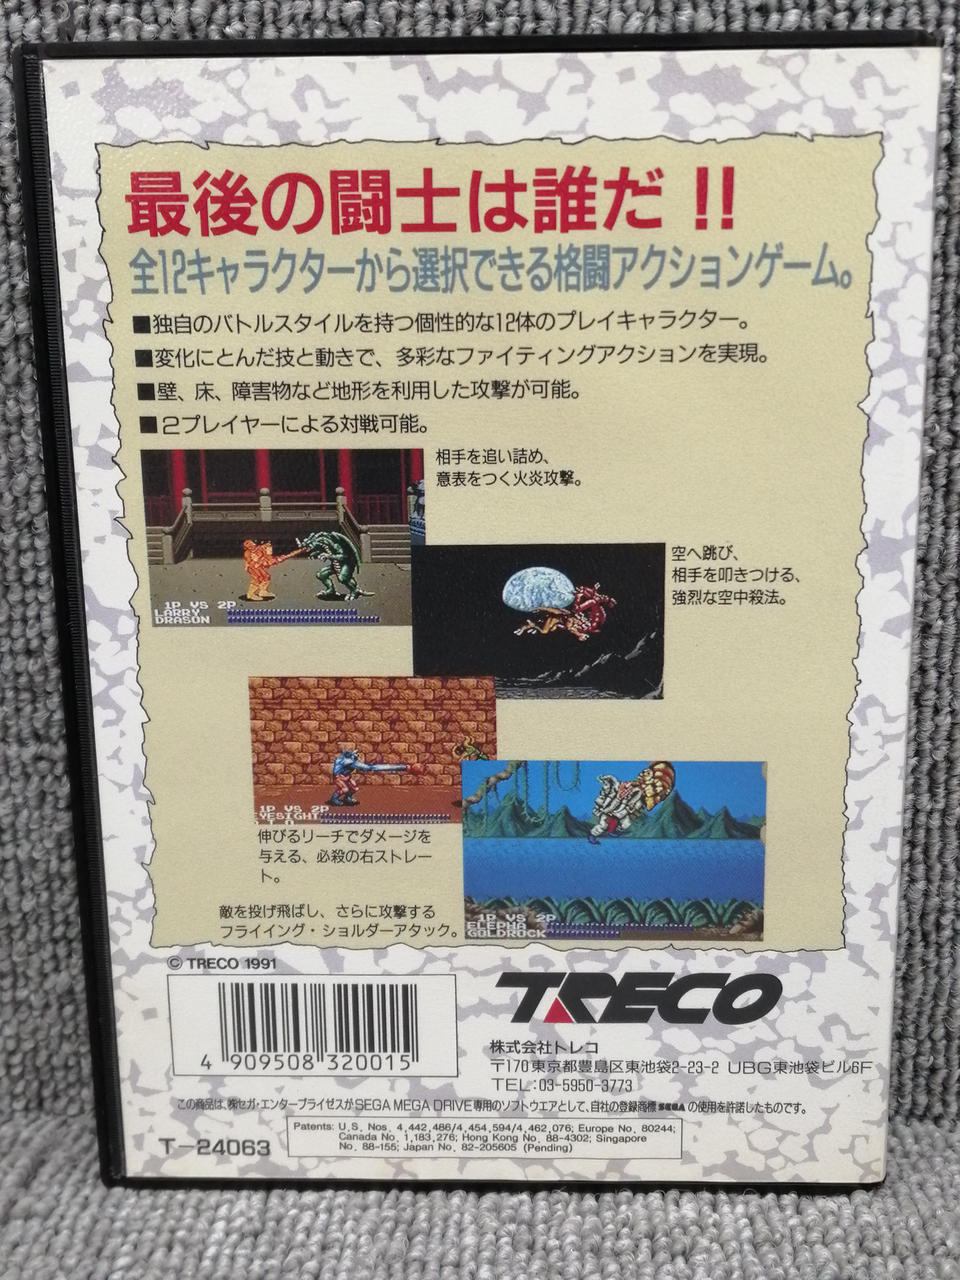 最後の闘士は誰だ!!
全12キャラクターから選択できる格闘アクションゲーム。
■独自のバトルスタイルを持つ個性的な12体のプレイキャラクター。
■変化にとんだ技と動きで、多彩なファイティングアクションを実現。
■壁、床、障害物など地形を利用した攻撃が可能。
■2プレイヤーによる対戦可能。
相手を追い詰め、
意表をつく火炎攻撃。
1P VS 2P
LARRY
DRASON
空へ跳び、
相手を叩きつける、
強烈な空中殺法。
1P VS 2P
EYESIGHT
伸びるリーチでダメージを
与える、必殺の右ストレー
ト。
1P VS 2P
ELEPHA
GOLDROCK
敵を投げ飛ばし、さらに攻撃する
フライイング・ショルダーアタック。
© TRECO 1991
4 909508 320015
TRECO
株式会社トレコ
〒170東京都豊島区東池袋2-23-2 UBG東池袋ビル6F
TEL:03-5950-3773
この商品は、㈱セガ・エンタープライゼスがSEGA MEGA DRIVE専用のソフトウエアとして、自社の登録商標SEGAの使用を許諾したものです。
T-24063
Patents: U.S. Nos. 4,442,486/4,454,594/4,462,076; Europe No. 80244;
Canada No. 1,183,276; Hong Kong No. 88-4302; Singapore
No. 88-155; Japan No. 82-205605 (Pending)